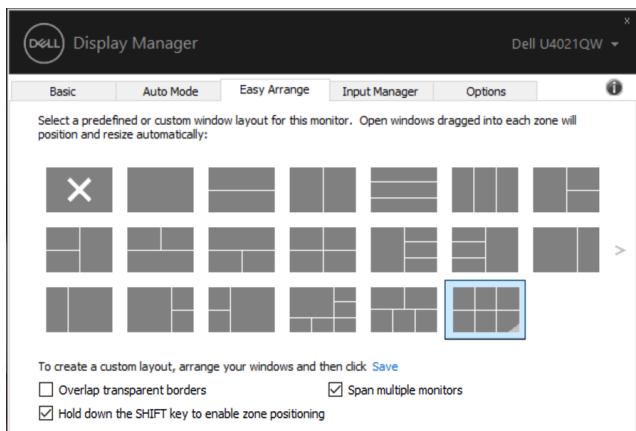 x
DELL Display Manager Dell U4021QW
Basic Auto Mode Easy Arrange Input Manager Options
Select a predefined or custom window layout for this monitor. Open windows dragged into each zone will
position and resize automatically:
To create a custom layout, arrange your windows and then click Save
Overlap transparent borders Span multiple monitors
Hold down the SHIFT key to enable zone positioning